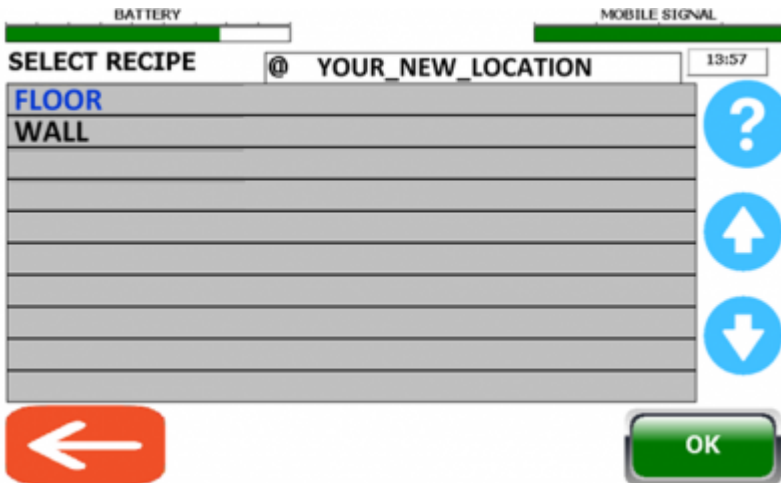 BATTERY
MOBILE SIGNAL
SELECT RECIPE
@ YOUR_NEW_LOCATION
13:57
FLOOR
WALL
?
OK